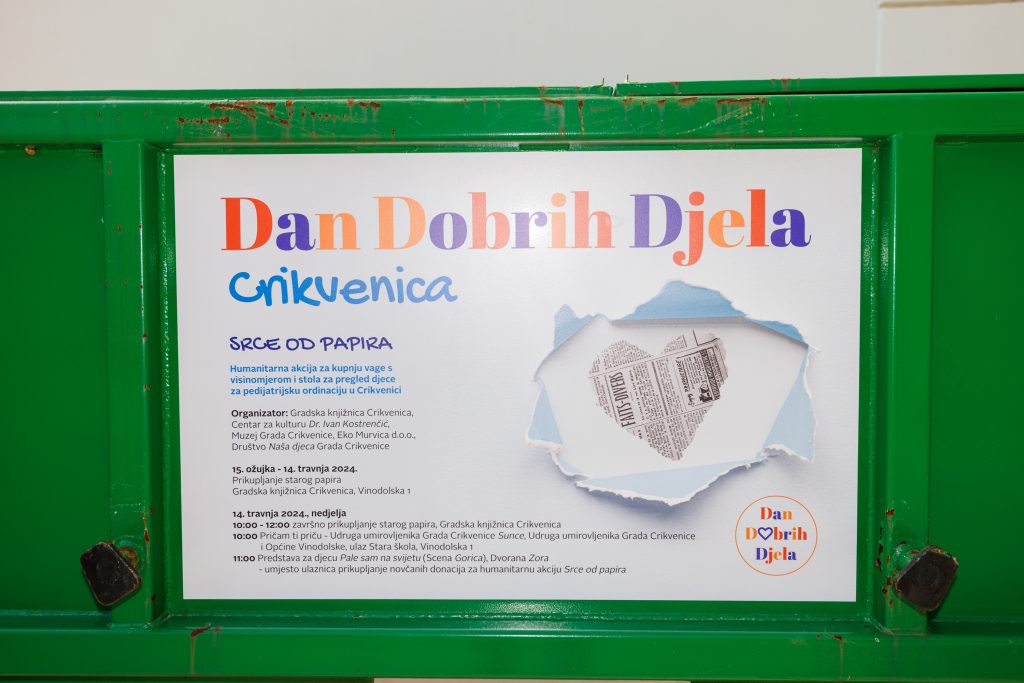 Dan Dobrih Djela
Crikvenica
SRCE OD PAPIRA
Humanitarna akcija za kupnju vage s
visinomjerom i stola za pregled djece
za pedijatrijsku ordinaciju u Crikvenici
Organizator: Gradska knjižnica Crikvenica,
Centar za kulturu Dr. Ivan Kostrenčić,
Muzej Grada Crikvenice, Eko Murvica d.o.o.,
Društvo Naša djeca Grada Crikvenice
15. ožujka - 14. travnja 2024.
Prikupljanje starog papira
Gradska knjižnica Crikvenica, Vinodolska 1
14. travnja 2024., nedjelja
10:00 - 12:00 završno prikupljanje starog papira, Gradska knjižnica Crikvenica
10:00 Pričam ti priču - Udruga umirovljenika Grada Crikvenice Sunce, Udruga umirovljenika Grada Crikvenice
i Općine Vinodolske, ulaz Stara škola, Vinodolska 1
11:00 Predstava za djecu Pale sam na svijetu (Scena Gorica), Dvorana Zora
- umjesto ulaznica prikupljanje novčanih donacija za humanitarnu akciju Srce od papira
FAITS-DIVERS
Dan
Dobrih
Djela